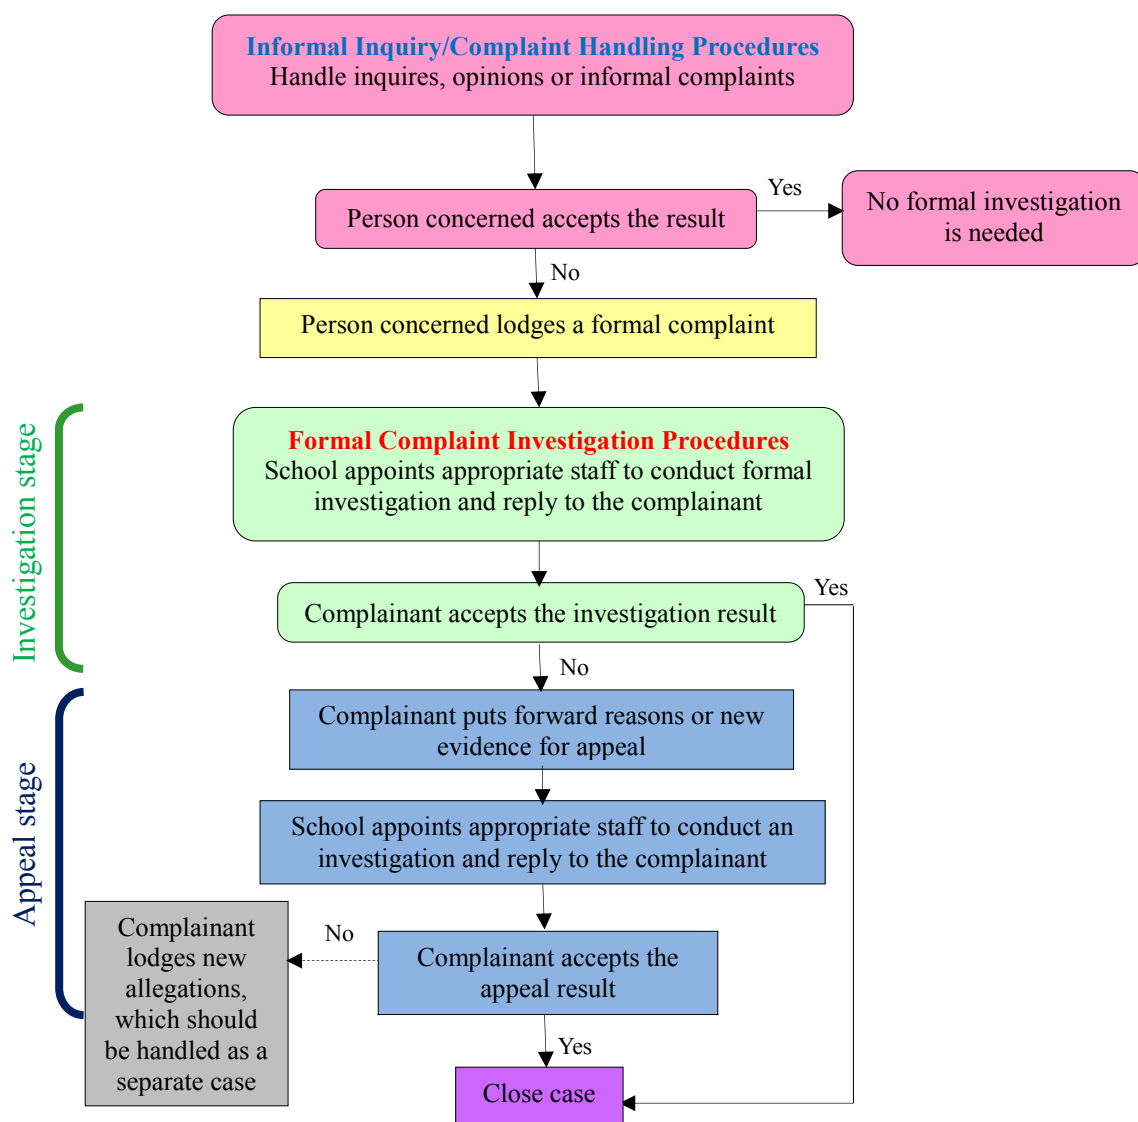 Informal Inquiry/Complaint Handling Procedures
Handle inquires, opinions or informal complaints
Yes
Person concerned accepts the result
No formal investigation
is needed
No
Person concerned lodges a formal complaint
Investigation stage
Formal Complaint Investigation Procedures
School appoints appropriate staff to conduct formal
investigation and reply to the complainant
Yes
Complainant accepts the investigation result
No
Appeal stage
Complainant puts forward reasons or new
evidence for appeal
School appoints appropriate staff to conduct an
investigation and reply to the complainant
No
Complainant
lodges new
allegations,
which should
be handled as a
separate case
Complainant accepts the
appeal result
Yes
Close case